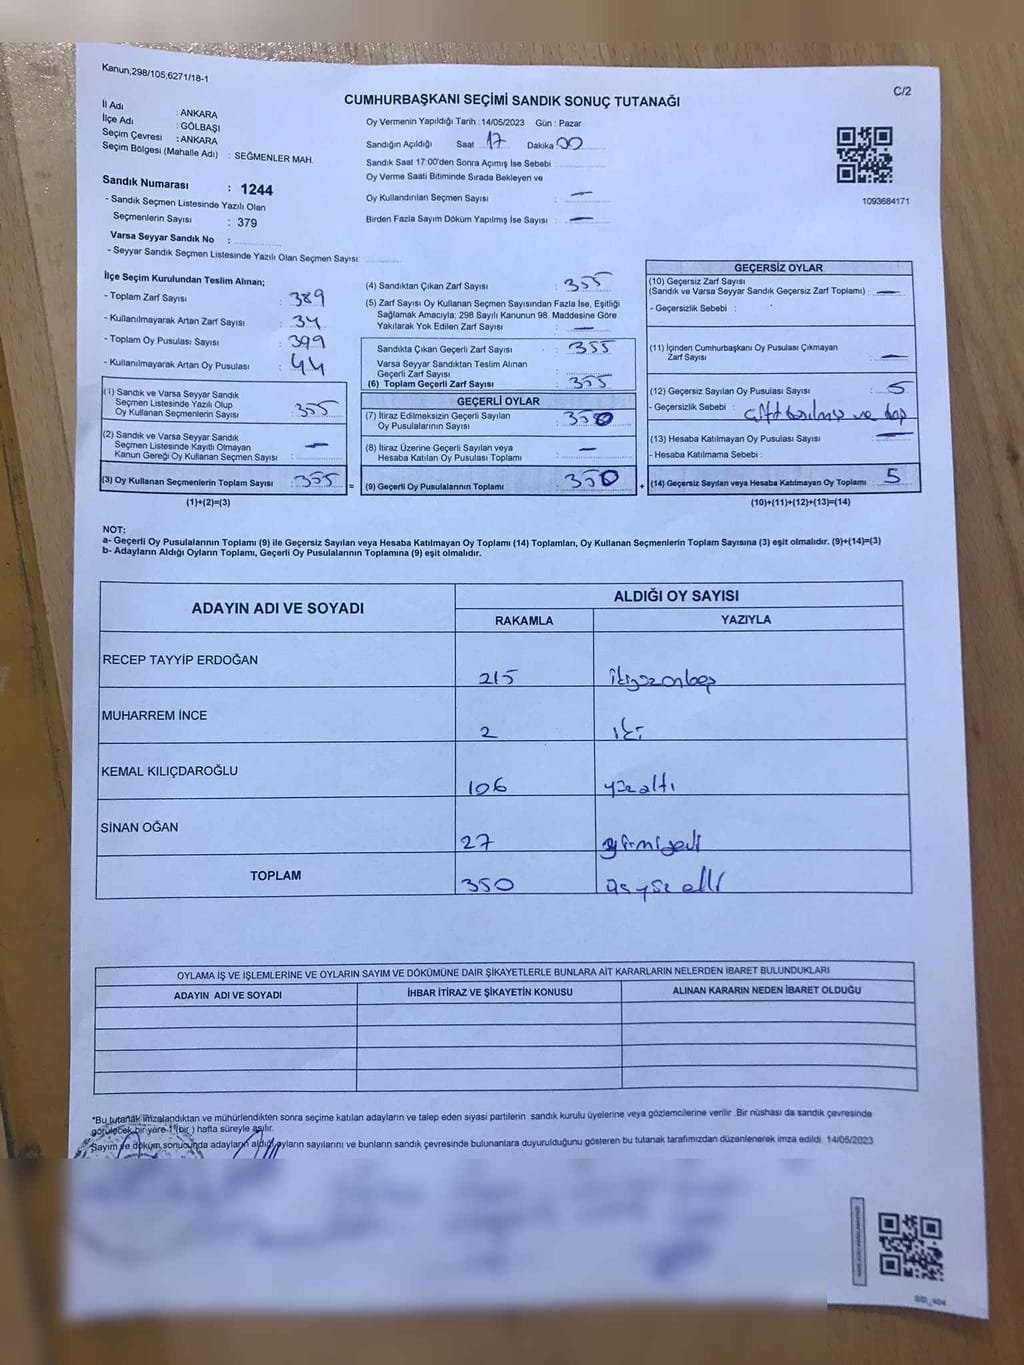 Kanun;298/105;6271/18-1
C/2
CUMHURBAŞKANI SEÇİMİ SANDIK SONUÇ TUTANAĞI
İl Adı : ANKARA
İlçe Adı : GÖLBAŞI
Seçim Çevresi : ANKARA
Seçim Bölgesi (Mahalle Adı) : SEĞMENLER MAH.
Oy Vermenin Yapıldığı Tarih : 14/05/2023 Gün : Pazar
Sandığın Açıldığı Saat 17 Dakika 00
Sandık Saat 17:00'den Sonra Açımış İse Sebebi :
Oy Verme Saati Bitiminde Sırada Bekleyen ve
Oy Kullandırılan Seçmen Sayısı : —
Birden Fazla Sayım Döküm Yapılmış İse Sayısı : —
1093684171
Sandık Numarası : 1244
- Sandık Seçmen Listesinde Yazılı Olan
Seçmenlerin Sayısı : 379
Varsa Seyyar Sandık No :
- Seyyar Sandık Seçmen Listesinde Yazılı Olan Seçmen Sayısı:
İlçe Seçim Kurulundan Teslim Alınan;
- Toplam Zarf Sayısı : 389
- Kullanılmayarak Artan Zarf Sayısı : 34
- Toplam Oy Pusulası Sayısı : 399
- Kullanılmayarak Artan Oy Pusulası : 44
(1) Sandık ve Varsa Seyyar Sandık
Seçmen Listesinde Yazılı Olup
Oy Kullanan Seçmenlerin Sayısı : 355
(2) Sandık ve Varsa Seyyar Sandık
Seçmen Listesinde Kayıtlı Olmayan
Kanun Gereği Oy Kullanan Seçmen Sayısı : —
(3) Oy Kullanan Seçmenlerin Toplam Sayısı : 355 =
(1)+(2)=(3)
(4) Sandıktan Çıkan Zarf Sayısı : 355
(5) Zarf Sayısı Oy Kullanan Seçmen Sayısından Fazla İse, Eşitliği
Sağlamak Amacıyla; 298 Sayılı Kanunun 98. Maddesine Göre
Yakılarak Yok Edilen Zarf Sayısı : —
Sandıkta Çıkan Geçerli Zarf Sayısı : 355
Varsa Seyyar Sandıktan Teslim Alınan
Geçerli Zarf Sayısı :
(6) Toplam Geçerli Zarf Sayısı : 355
GEÇERLİ OYLAR
(7) İtiraz Edilmeksizin Geçerli Sayılan
Oy Pusulalarının Sayısı : 350
(8) İtiraz Üzerine Geçerli Sayılan veya
Hesaba Katılan Oy Pusulası Toplamı : —
(9) Geçerli Oy Pusulalarının Toplamı : 350 +
GEÇERSİZ OYLAR
(10) Geçersiz Zarf Sayısı
(Sandık ve Varsa Seyyar Sandık Geçersiz Zarf Toplamı) : —
- Geçersizlik Sebebi :
(11) İçinden Cumhurbaşkanı Oy Pusulası Çıkmayan
Zarf Sayısı : —
(12) Geçersiz Sayılan Oy Pusulası Sayısı : 5
- Geçersizlik Sebebi : çift basılmış ve
(13) Hesaba Katılmayan Oy Pusulası Sayısı : —
- Hesaba Katılmama Sebebi :
(14) Geçersiz Sayılan veya Hesaba Katılmayan Oy Toplamı : 5
(10)+(11)+(12)+(13)=(14)
NOT:
a- Geçerli Oy Pusulalarının Toplamı (9) ile Geçersiz Sayılan veya Hesaba Katılmayan Oy Toplamı (14) Toplamları, Oy Kullanan Seçmenlerin Toplam Sayısına (3) eşit olmalıdır. (9)+(14)=(3)
b- Adayların Aldığı Oyların Toplamı, Geçerli Oy Pusulalarının Toplamına (9) eşit olmalıdır.
ADAYIN ADI VE SOYADI
ALDIĞI OY SAYISI
RAKAMLA YAZIYLA
RECEP TAYYİP ERDOĞAN 215 ikiyüzonbeş
MUHARREM İNCE 2 iki
KEMAL KILIÇDAROĞLU 106 yüzaltı
SİNAN OĞAN 27 yirmiyedi
TOPLAM 350 üçyüz elli
OYLAMA İŞ VE İŞLEMLERİNE VE OYLARIN SAYIM VE DÖKÜMÜNE DAİR ŞİKAYETLERLE BUNLARA AİT KARARLARIN NELERDEN İBARET BULUNDUKLARI
ADAYIN ADI VE SOYADI İHBAR İTİRAZ VE ŞİKAYETİN KONUSU ALINAN KARARIN NEDEN İBARET OLDUĞU
*Bu tutanak imzalandıktan ve mühürlendikten sonra seçime katılan adayların ve talep eden siyasi partilerin sandık kurulu üyelerine veya gözlemcilerine verilir. Bir nüshası da sandık çevresinde
görülecek bir yere 1 (bir) hafta süreyle asılır.
Sayım ve döküm sonucunda adayların aldığı oyların sayılarını ve bunların sandık çevresinde bulunanlara duyurulduğunu gösteren bu tutanak tarafımızdan düzenlenerek imza edildi. 14/05/2023